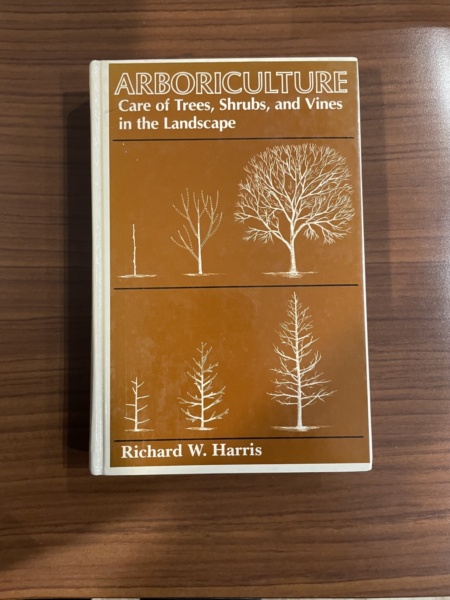 ARBORICULTURE
Care of Trees, Shrubs, and Vines
in the Landscape
Richard W. Harris